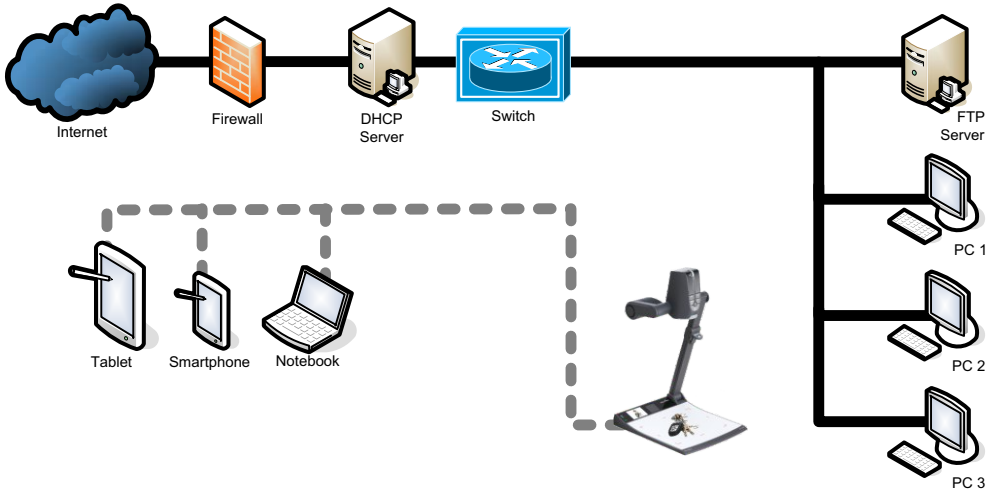 Internet
Firewall
DHCP
Server
Switch
FTP
Server
PC 1
Tablet
Smartphone
Notebook
PC 2
PC 3